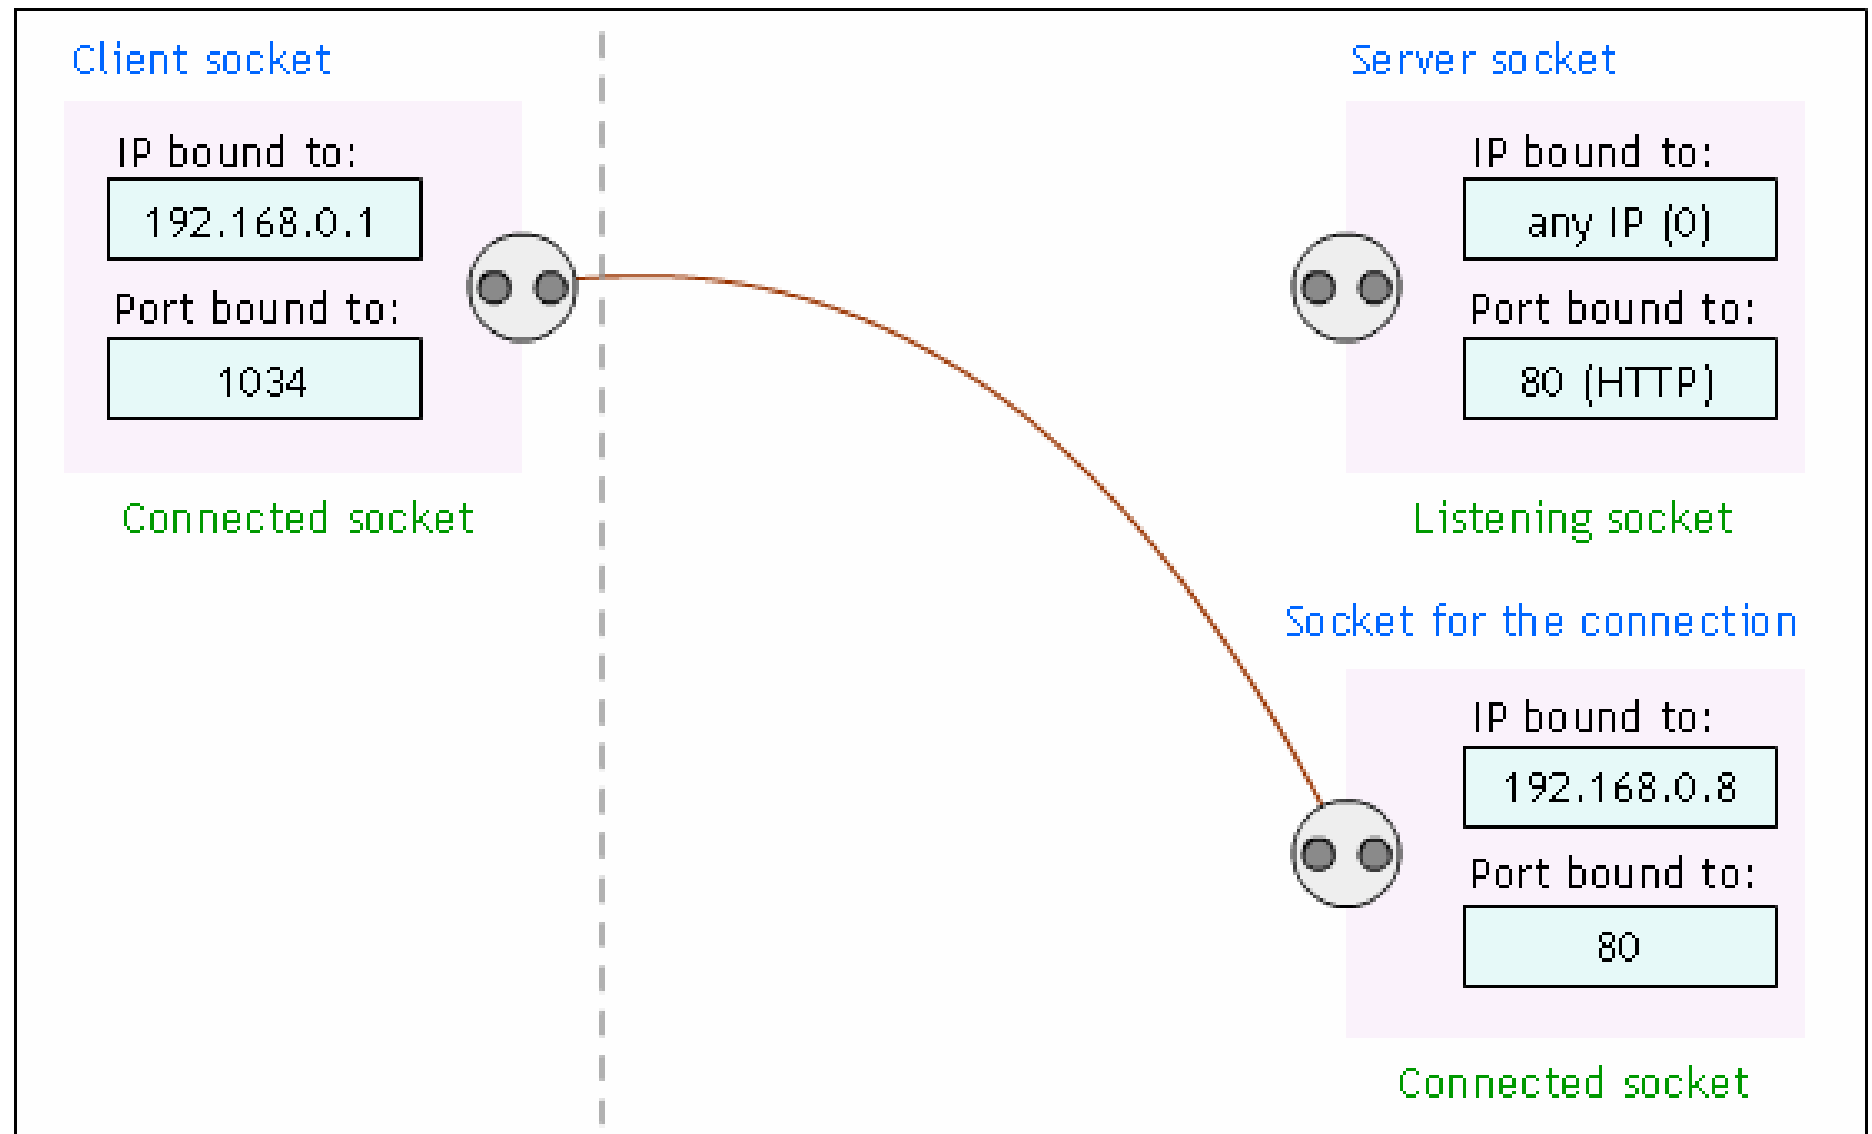 Client socket
IP bound to:
192.168.0.1
Port bound to:
1034
Connected socket
Server socket
IP bound to:
any IP (0)
Port bound to:
80 (HTTP)
Listening socket
Socket for the connection
IP bound to:
192.168.0.8
Port bound to:
80
Connected socket